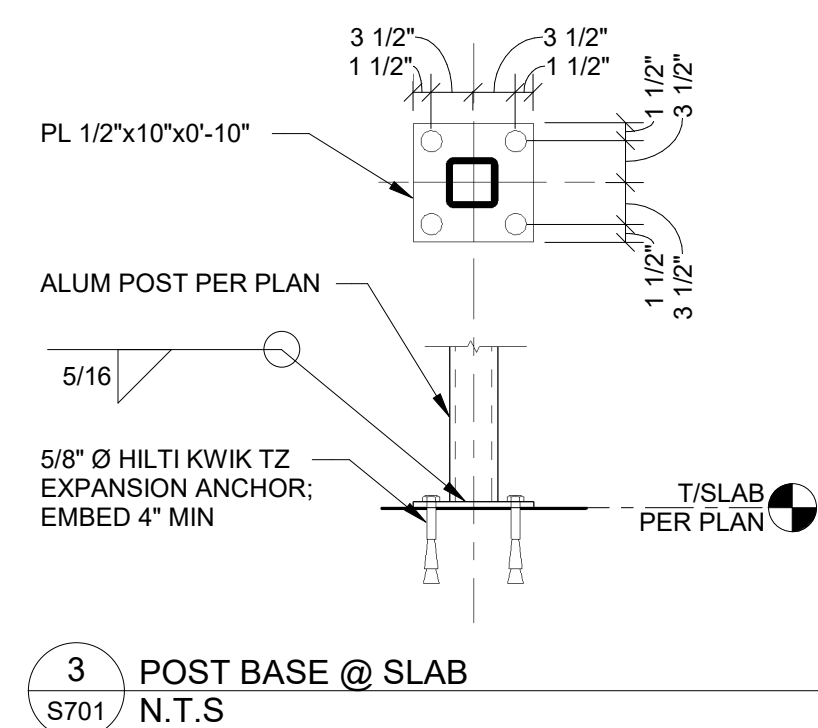 3 1/2"
3 1/2"
1 1/2"
1 1/2"
1 1/2"
3 1/2"
PL 1/2"x10"x0'-10"
1 1/2"
3 1/2"
ALUM POST PER PLAN
5/16
5/8" Ø HILTI KWIK TZ
EXPANSION ANCHOR;
EMBED 4" MIN
T/SLAB
PER PLAN
3
POST BASE @ SLAB
S701
N.T.S